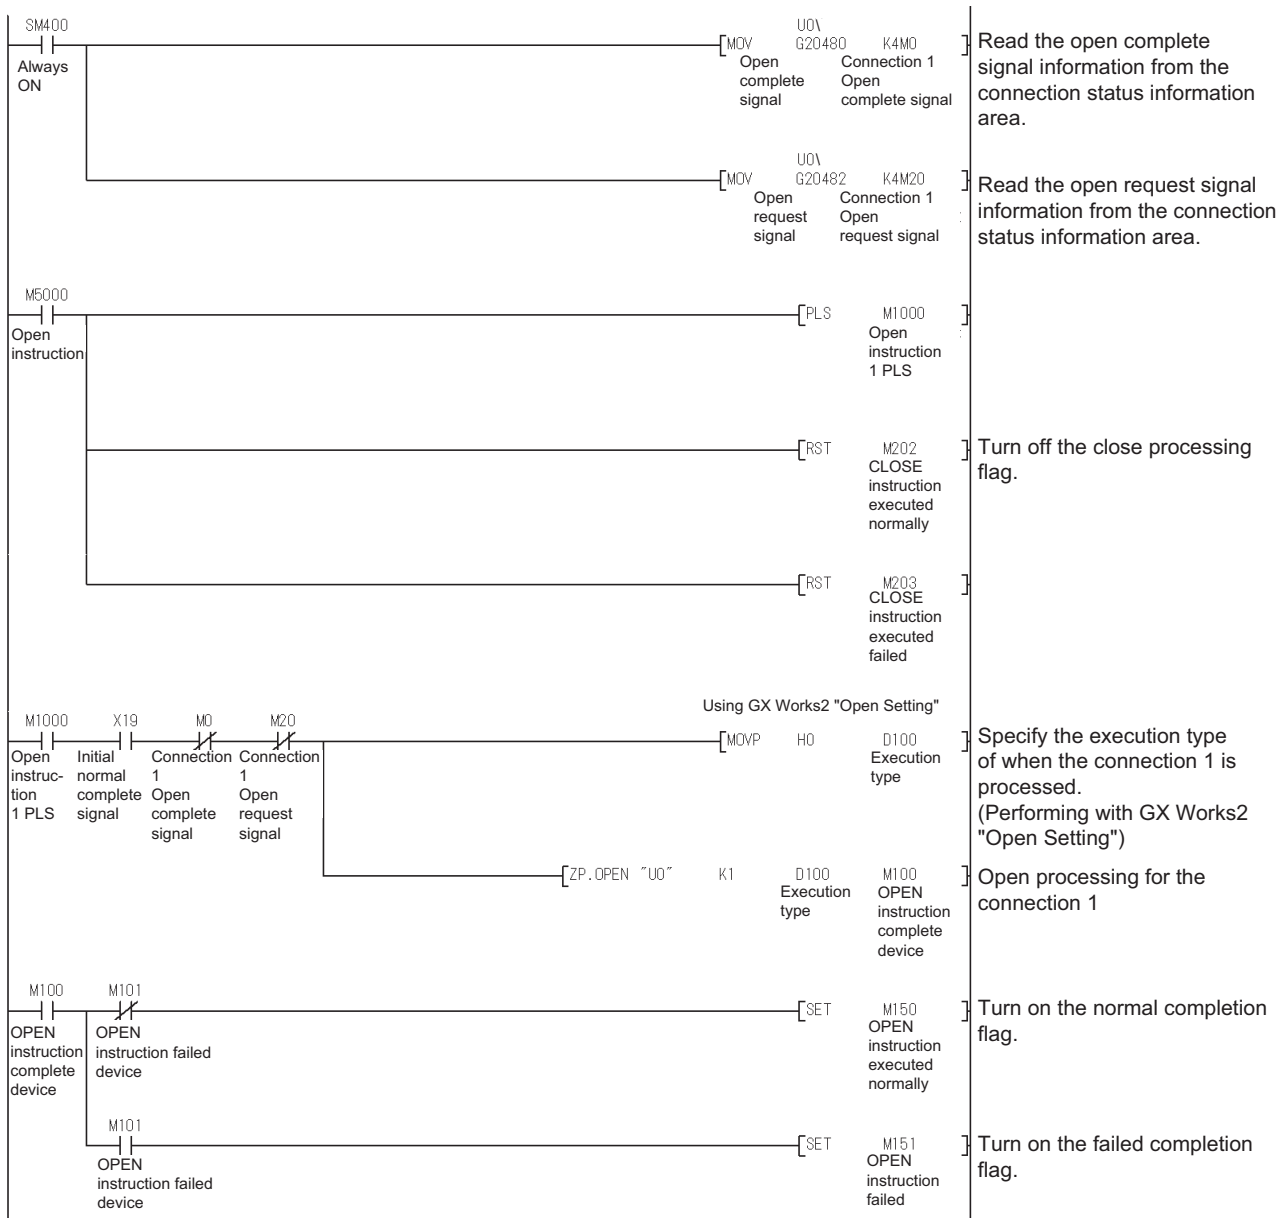 SM400
U0\
MOV G20480 K4M0
Always
ON
Open
complete
signal
Connection 1
Open
complete signal
Read the open complete
signal information from the
connection status information
area.
U0\
MOV G20482 K4M20
Open
request
signal
Connection 1
Open
request signal
Read the open request signal
information from the connection
status information area.
M5000
Open
instruction
PLS M1000
Open
instruction
1 PLS
RST M202
CLOSE
instruction
executed
normally
Turn off the close processing
flag.
RST M203
CLOSE
instruction
executed
failed
Using GX Works2 "Open Setting"
M1000 X19 M0 M20
Open
instruc-
tion
1 PLS
Initial
normal
complete
signal
Connection
1
Open
complete
signal
Connection
1
Open
request
signal
MOVP H0 D100
Execution
type
Specify the execution type
of when the connection 1 is
processed.
(Performing with GX Works2
"Open Setting")
ZP.OPEN "U0" K1 D100 M100
Execution
type
OPEN
instruction
complete
device
Open processing for the
connection 1
M100 M101
OPEN
instruction
complete
device
OPEN
instruction failed
device
SET M150
OPEN
instruction
executed
normally
Turn on the normal completion
flag.
M101
OPEN
instruction failed
device
SET M151
OPEN
instruction
failed
Turn on the failed completion
flag.